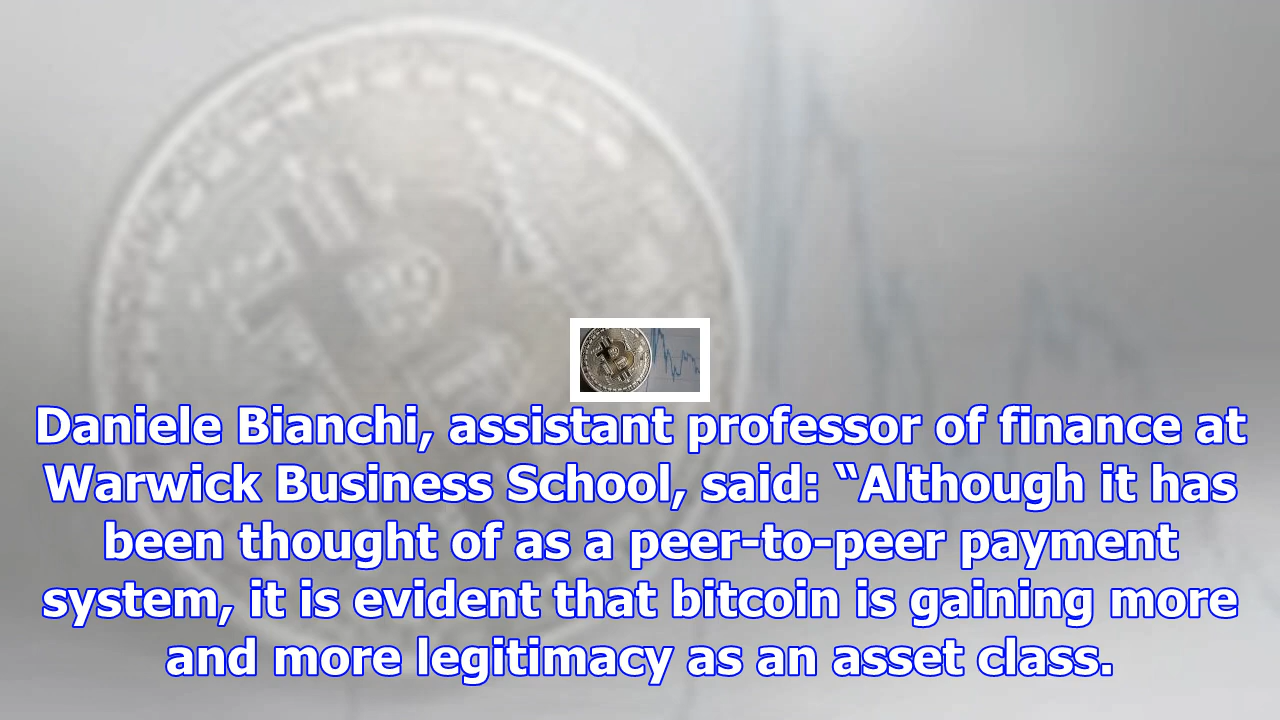 Daniele Bianchi, assistant professor of finance at
Warwick Business School, said: “Although it has
been thought of as a peer-to-peer payment
system, it is evident that bitcoin is gaining more
and more legitimacy as an asset class.